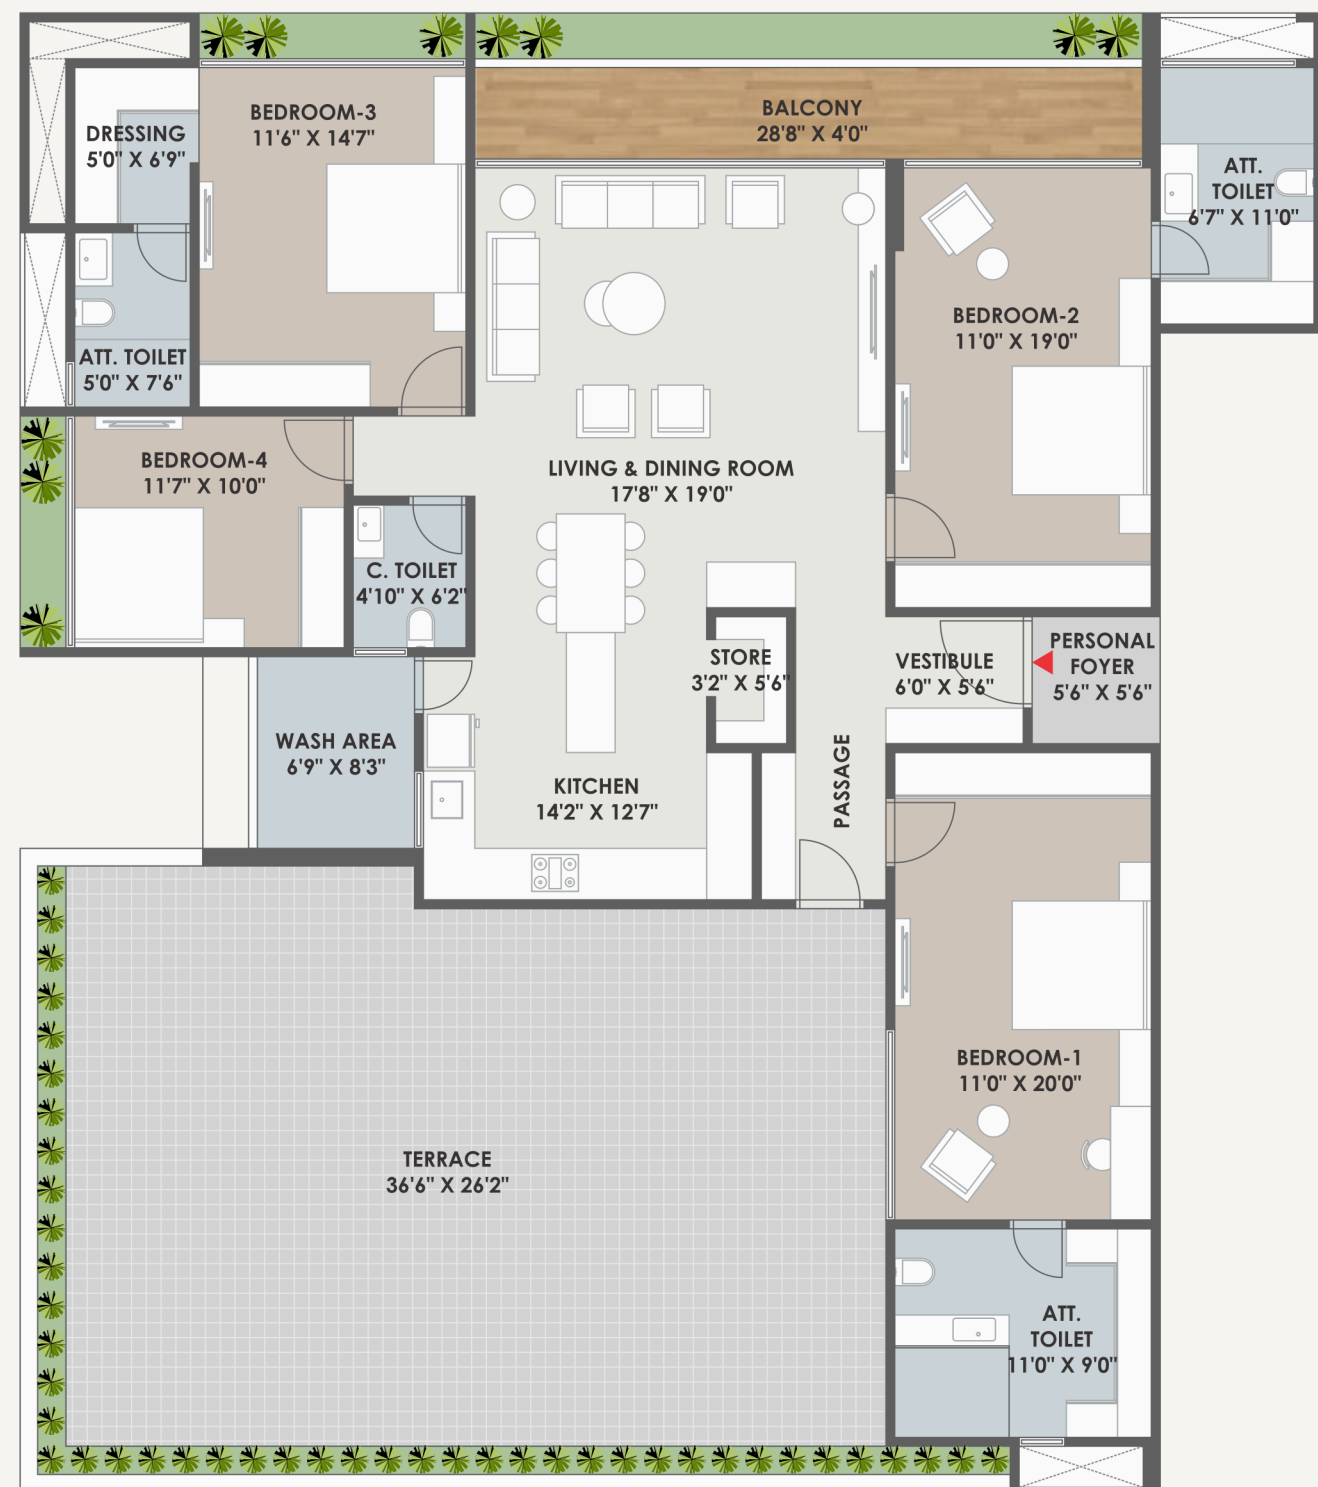 BALCONY
28'8" X 4'0"
BEDROOM-3
11'6" X 14'7"
DRESSING
5'0" X 6'9"
ATT.
TOILET
6'7" X 11'0"
BEDROOM-2
11'0" X 19'0"
ATT. TOILET
5'0" X 7'6"
BEDROOM-4
11'7" X 10'0"
LIVING & DINING ROOM
17'8" X 19'0"
C. TOILET
4'10" X 6'2"
STORE
3'2" X 5'6"
VESTIBULE
6'0" X 5'6"
PERSONAL
FOYER
5'6" X 5'6"
WASH AREA
6'9" X 8'3"
KITCHEN
14'2" X 12'7"
PASSAGE
BEDROOM-1
11'0" X 20'0"
TERRACE
36'6" X 26'2"
ATT.
TOILET
11'0" X 9'0"